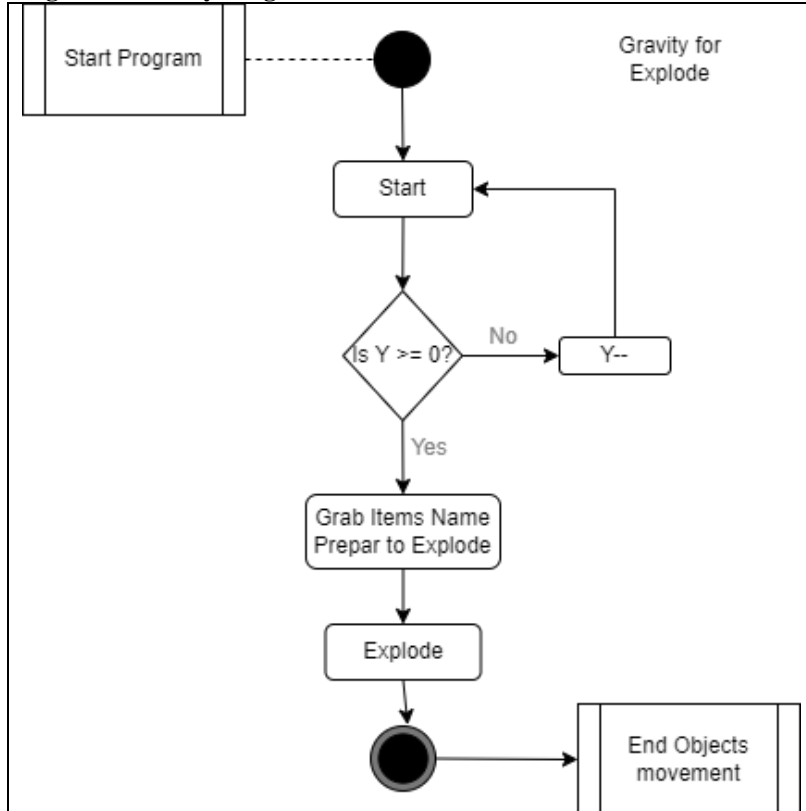 Start Program
Gravity for
Explode
Start
Is Y >= 0?
No
Y--
Yes
Grab Items Name
Prepar to Explode
Explode
End Objects
movement